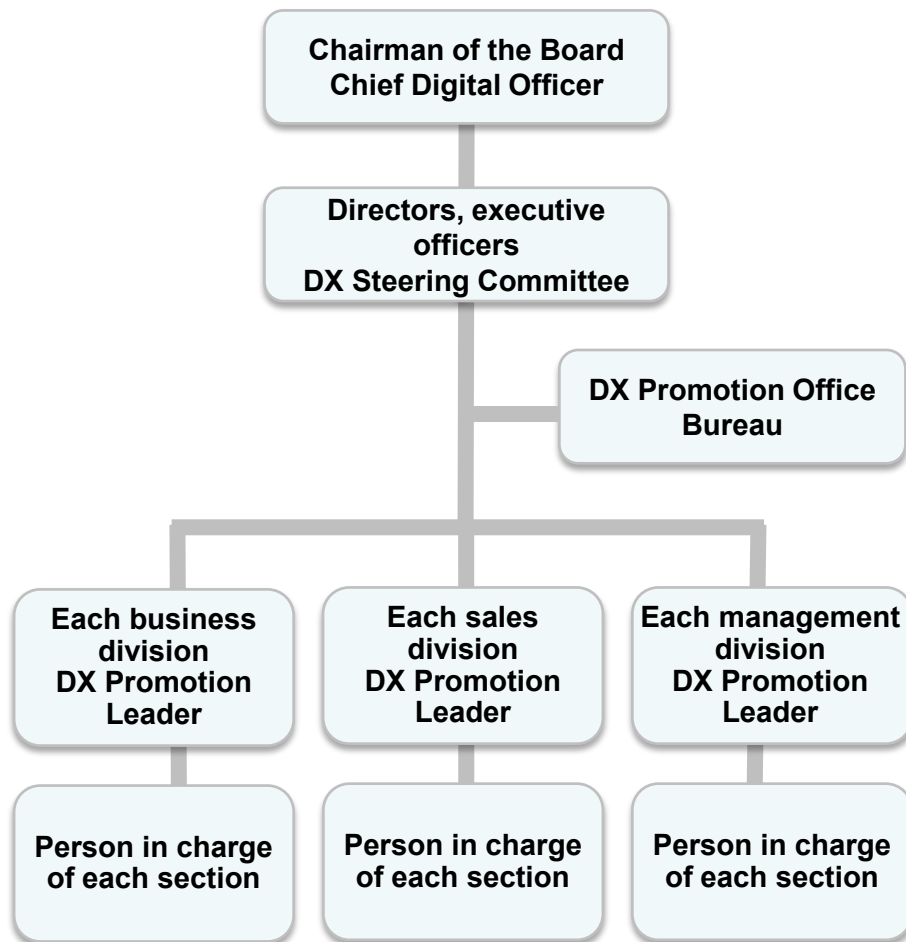 Chairman of the Board
Chief Digital Officer
Directors, executive
officers
DX Steering Committee
DX Promotion Office
Bureau
Each business
division
DX Promotion
Leader
Each sales
division
DX Promotion
Leader
Each management
division
DX Promotion
Leader
Person in charge
of each section
Person in charge
of each section
Person in charge
of each section